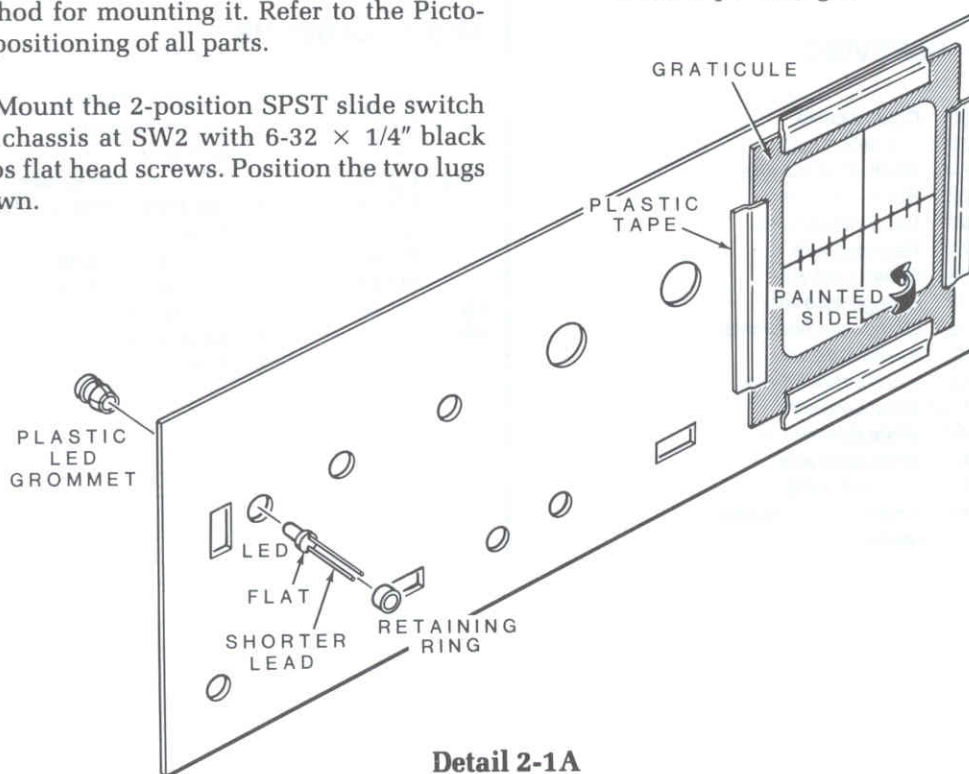 hod for mounting it. Refer to the Picto-
positioning of all parts.
Mount the 2-position SPST slide switch
chassis at SW2 with 6-32 × 1/4″ black
os flat head screws. Position the two lugs
wn.
GRATICULE
PLASTIC
TAPE
PAINTED
SIDE
PLASTIC
LED
GROMMET
LED
FLAT
SHORTER
LEAD
RETAINING
RING
Detail 2-1A